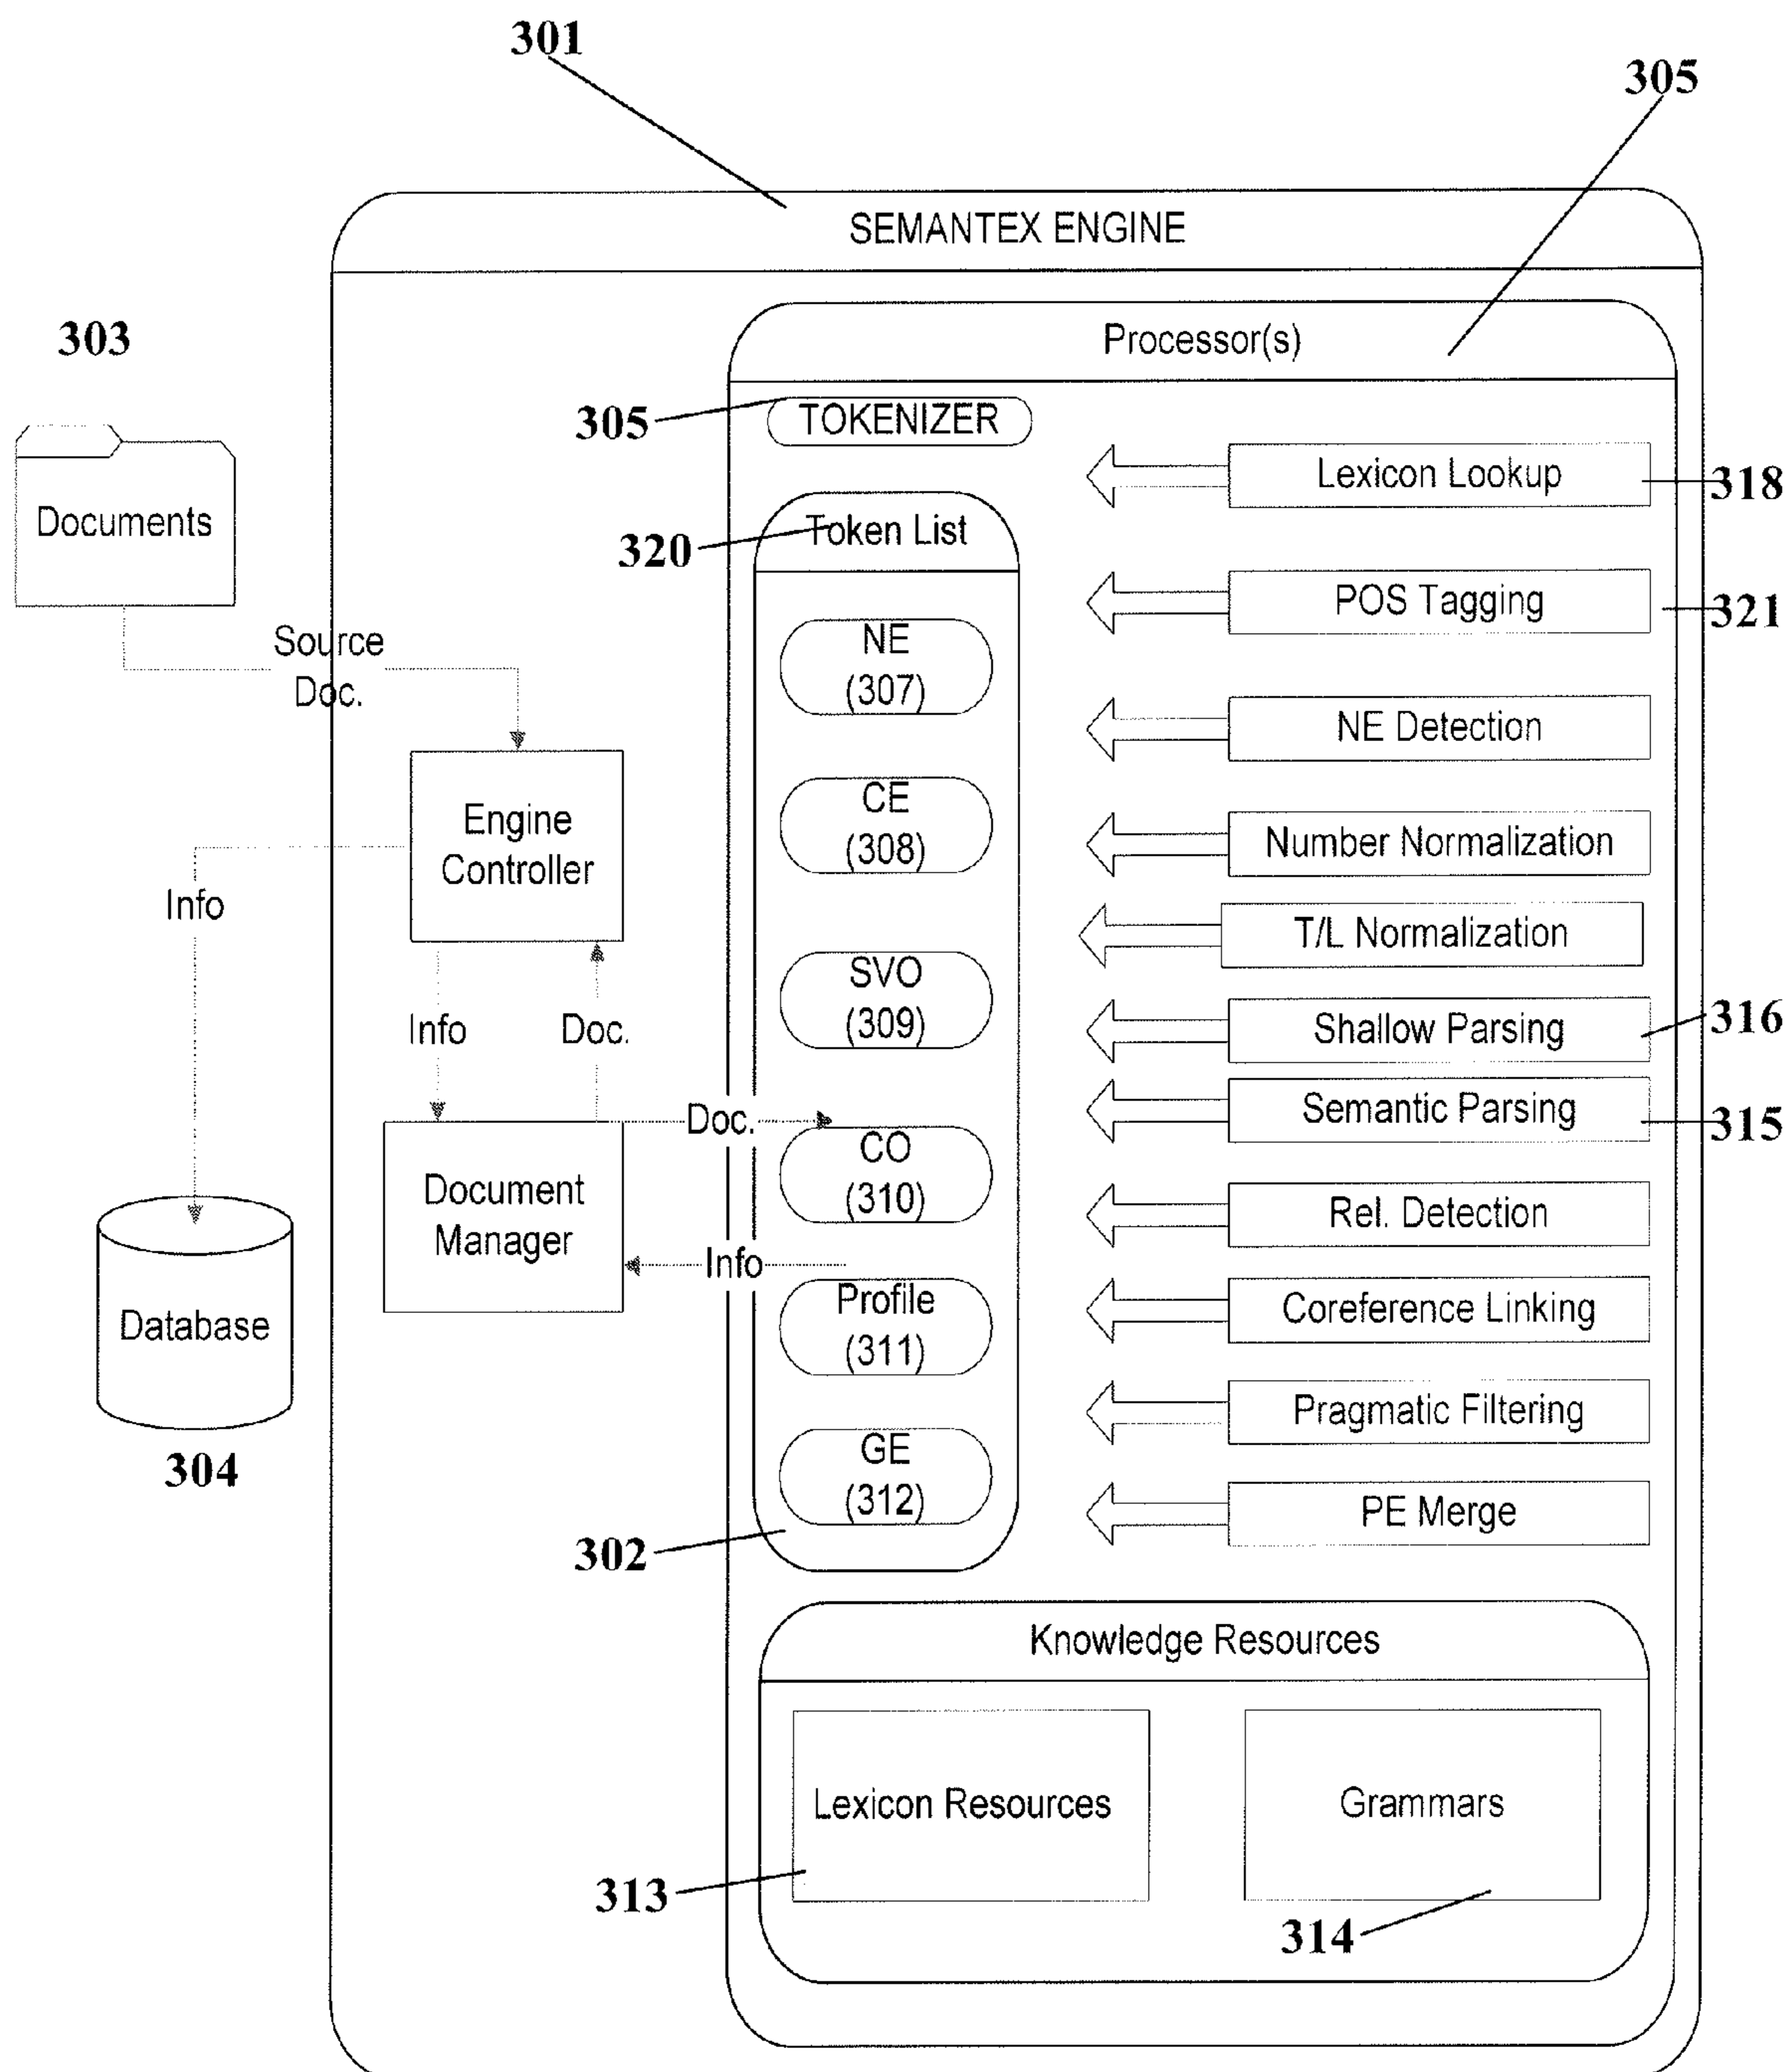 301
305
SEMANTEX ENGINE
303
Processor(s)
305
TOKENIZER
Lexicon Lookup
318
Documents
320
Token List
POS Tagging
321
Source
Doc.
NE
(307)
NE Detection
Engine
Controller
CE
(308)
Number Normalization
Info
T/L Normalization
SVO
(309)
Info
Doc.
Shallow Parsing
316
Semantic Parsing
315
Doc.
CO
(310)
Document
Manager
Rel. Detection
Info
Database
Profile
(311)
Coreference Linking
Pragmatic Filtering
304
GE
(312)
PE Merge
302
Knowledge Resources
Lexicon Resources
Grammars
313
314